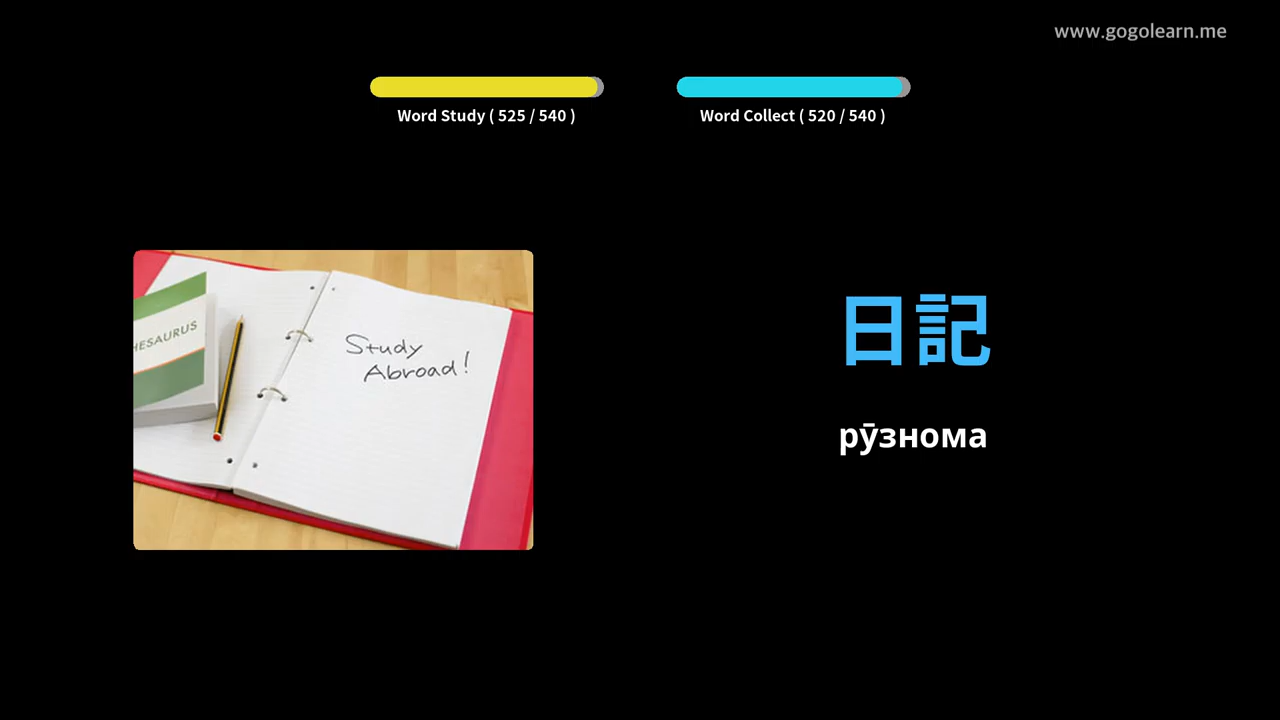 www.gogolearn.me
Word Study ( 525 / 540 )
Word Collect ( 520 / 540 )
HESAURUS
Study
Abroad!
日記
рӯзнома